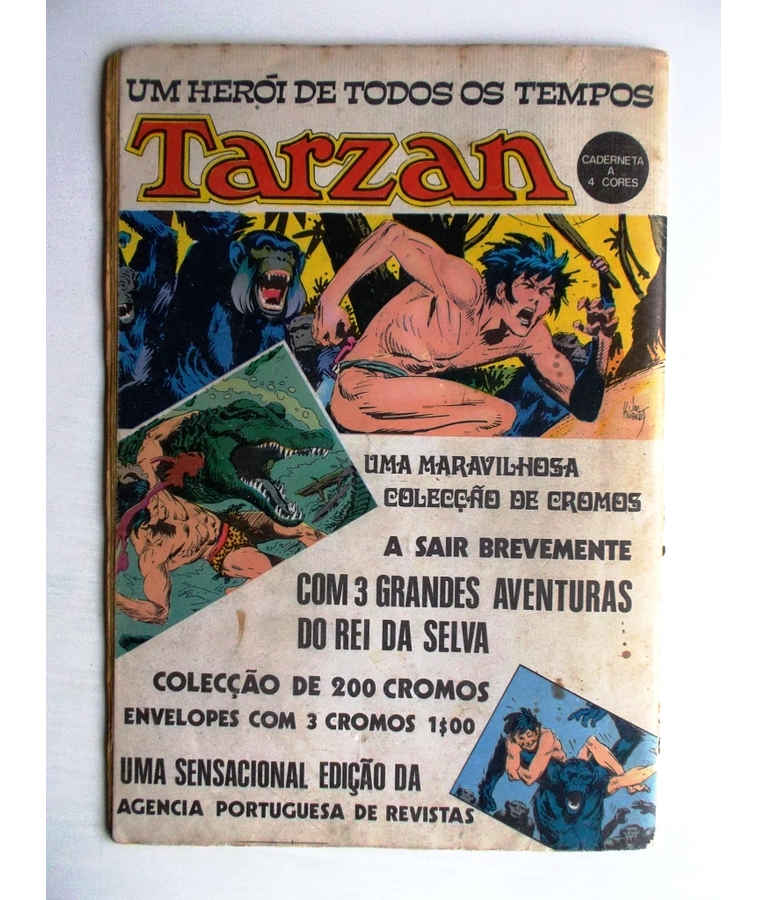 UM HERÓI DE TODOS OS TEMPOS
Tarzan
CADERNETA
A
4 CORES
JOE
KUBERT
UMA MARAVILHOSA
COLECÇÃO DE CROMOS
A SAIR BREVEMENTE
COM 3 GRANDES AVENTURAS
DO REI DA SELVA
COLECÇÃO DE 200 CROMOS
ENVELOPES COM 3 CROMOS 1$00
UMA SENSACIONAL EDIÇÃO DA
AGENCIA PORTUGUESA DE REVISTAS